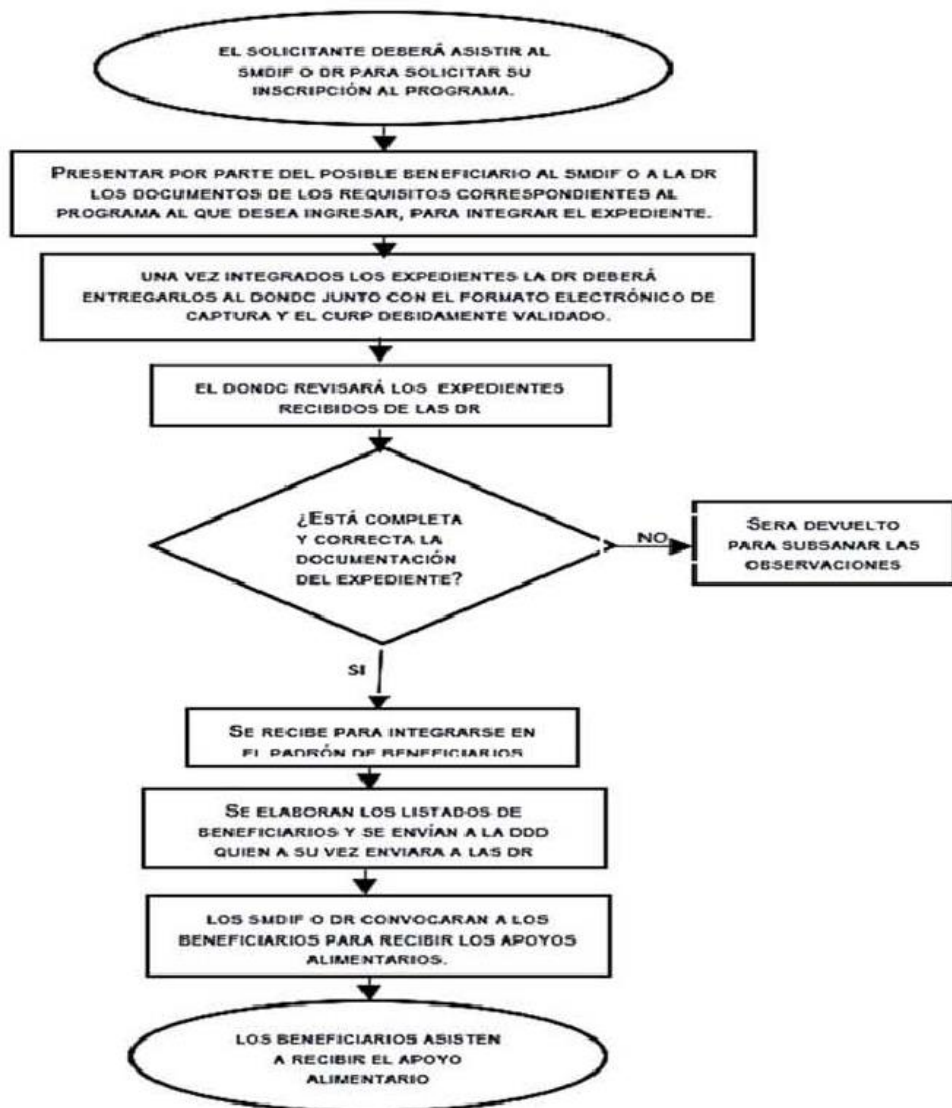 EL SOLICITANTE DEBERÁ ASISTIR AL
SMDIF O DR PARA SOLICITAR SU
INSCRIPCIÓN AL PROGRAMA.
PRESENTAR POR PARTE DEL POSIBLE BENEFICIARIO AL SMDIF O A LA DR
LOS DOCUMENTOS DE LOS REQUISITOS CORRESPONDIENTES AL
PROGRAMA AL QUE DESEA INGRESAR, PARA INTEGRAR EL EXPEDIENTE.
UNA VEZ INTEGRADOS LOS EXPEDIENTES LA DR DEBERÁ
ENTREGARLOS AL DONDC JUNTO CON EL FORMATO ELECTRÓNICO DE
CAPTURA Y EL CURP DEBIDAMENTE VALIDADO.
EL DONDC REVISARÁ LOS EXPEDIENTES
RECIBIDOS DE LAS DR
¿ESTÁ COMPLETA
Y CORRECTA LA
DOCUMENTACIÓN
DEL EXPEDIENTE?
NO
SERA DEVUELTO
PARA SUBSANAR LAS
OBSERVACIONES
SI
SE RECIBE PARA INTEGRARSE EN
EL PADRÓN DE BENEFICIARIOS
SE ELABORAN LOS LISTADOS DE
BENEFICIARIOS Y SE ENVÍAN A LA DDD
QUIEN A SU VEZ ENVIARA A LAS DR
LOS SMDIF O DR CONVOCARAN A LOS
BENEFICIARIOS PARA RECIBIR LOS APOYOS
ALIMENTARIOS.
LOS BENEFICIARIOS ASISTEN
A RECIBIR EL APOYO
ALIMENTARIO